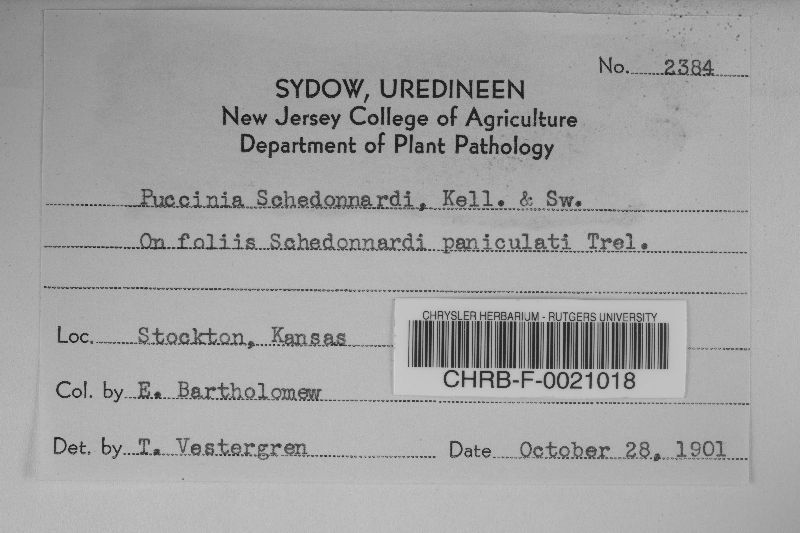 No. 2384
SYDOW, UREDINEEN
New Jersey College of Agriculture
Department of Plant Pathology
Puccinia Schedonnardi, Kell. & Sw.
On foliis Schedonnardi paniculati Trel.
Loc. Stockton, Kansas
CHRYSLER HERBARIUM - RUTGERS UNIVERSITY
CHRB-F-0021018
Col. by E. Bartholomew
Det. by T. Vestergren Date October 28, 1901